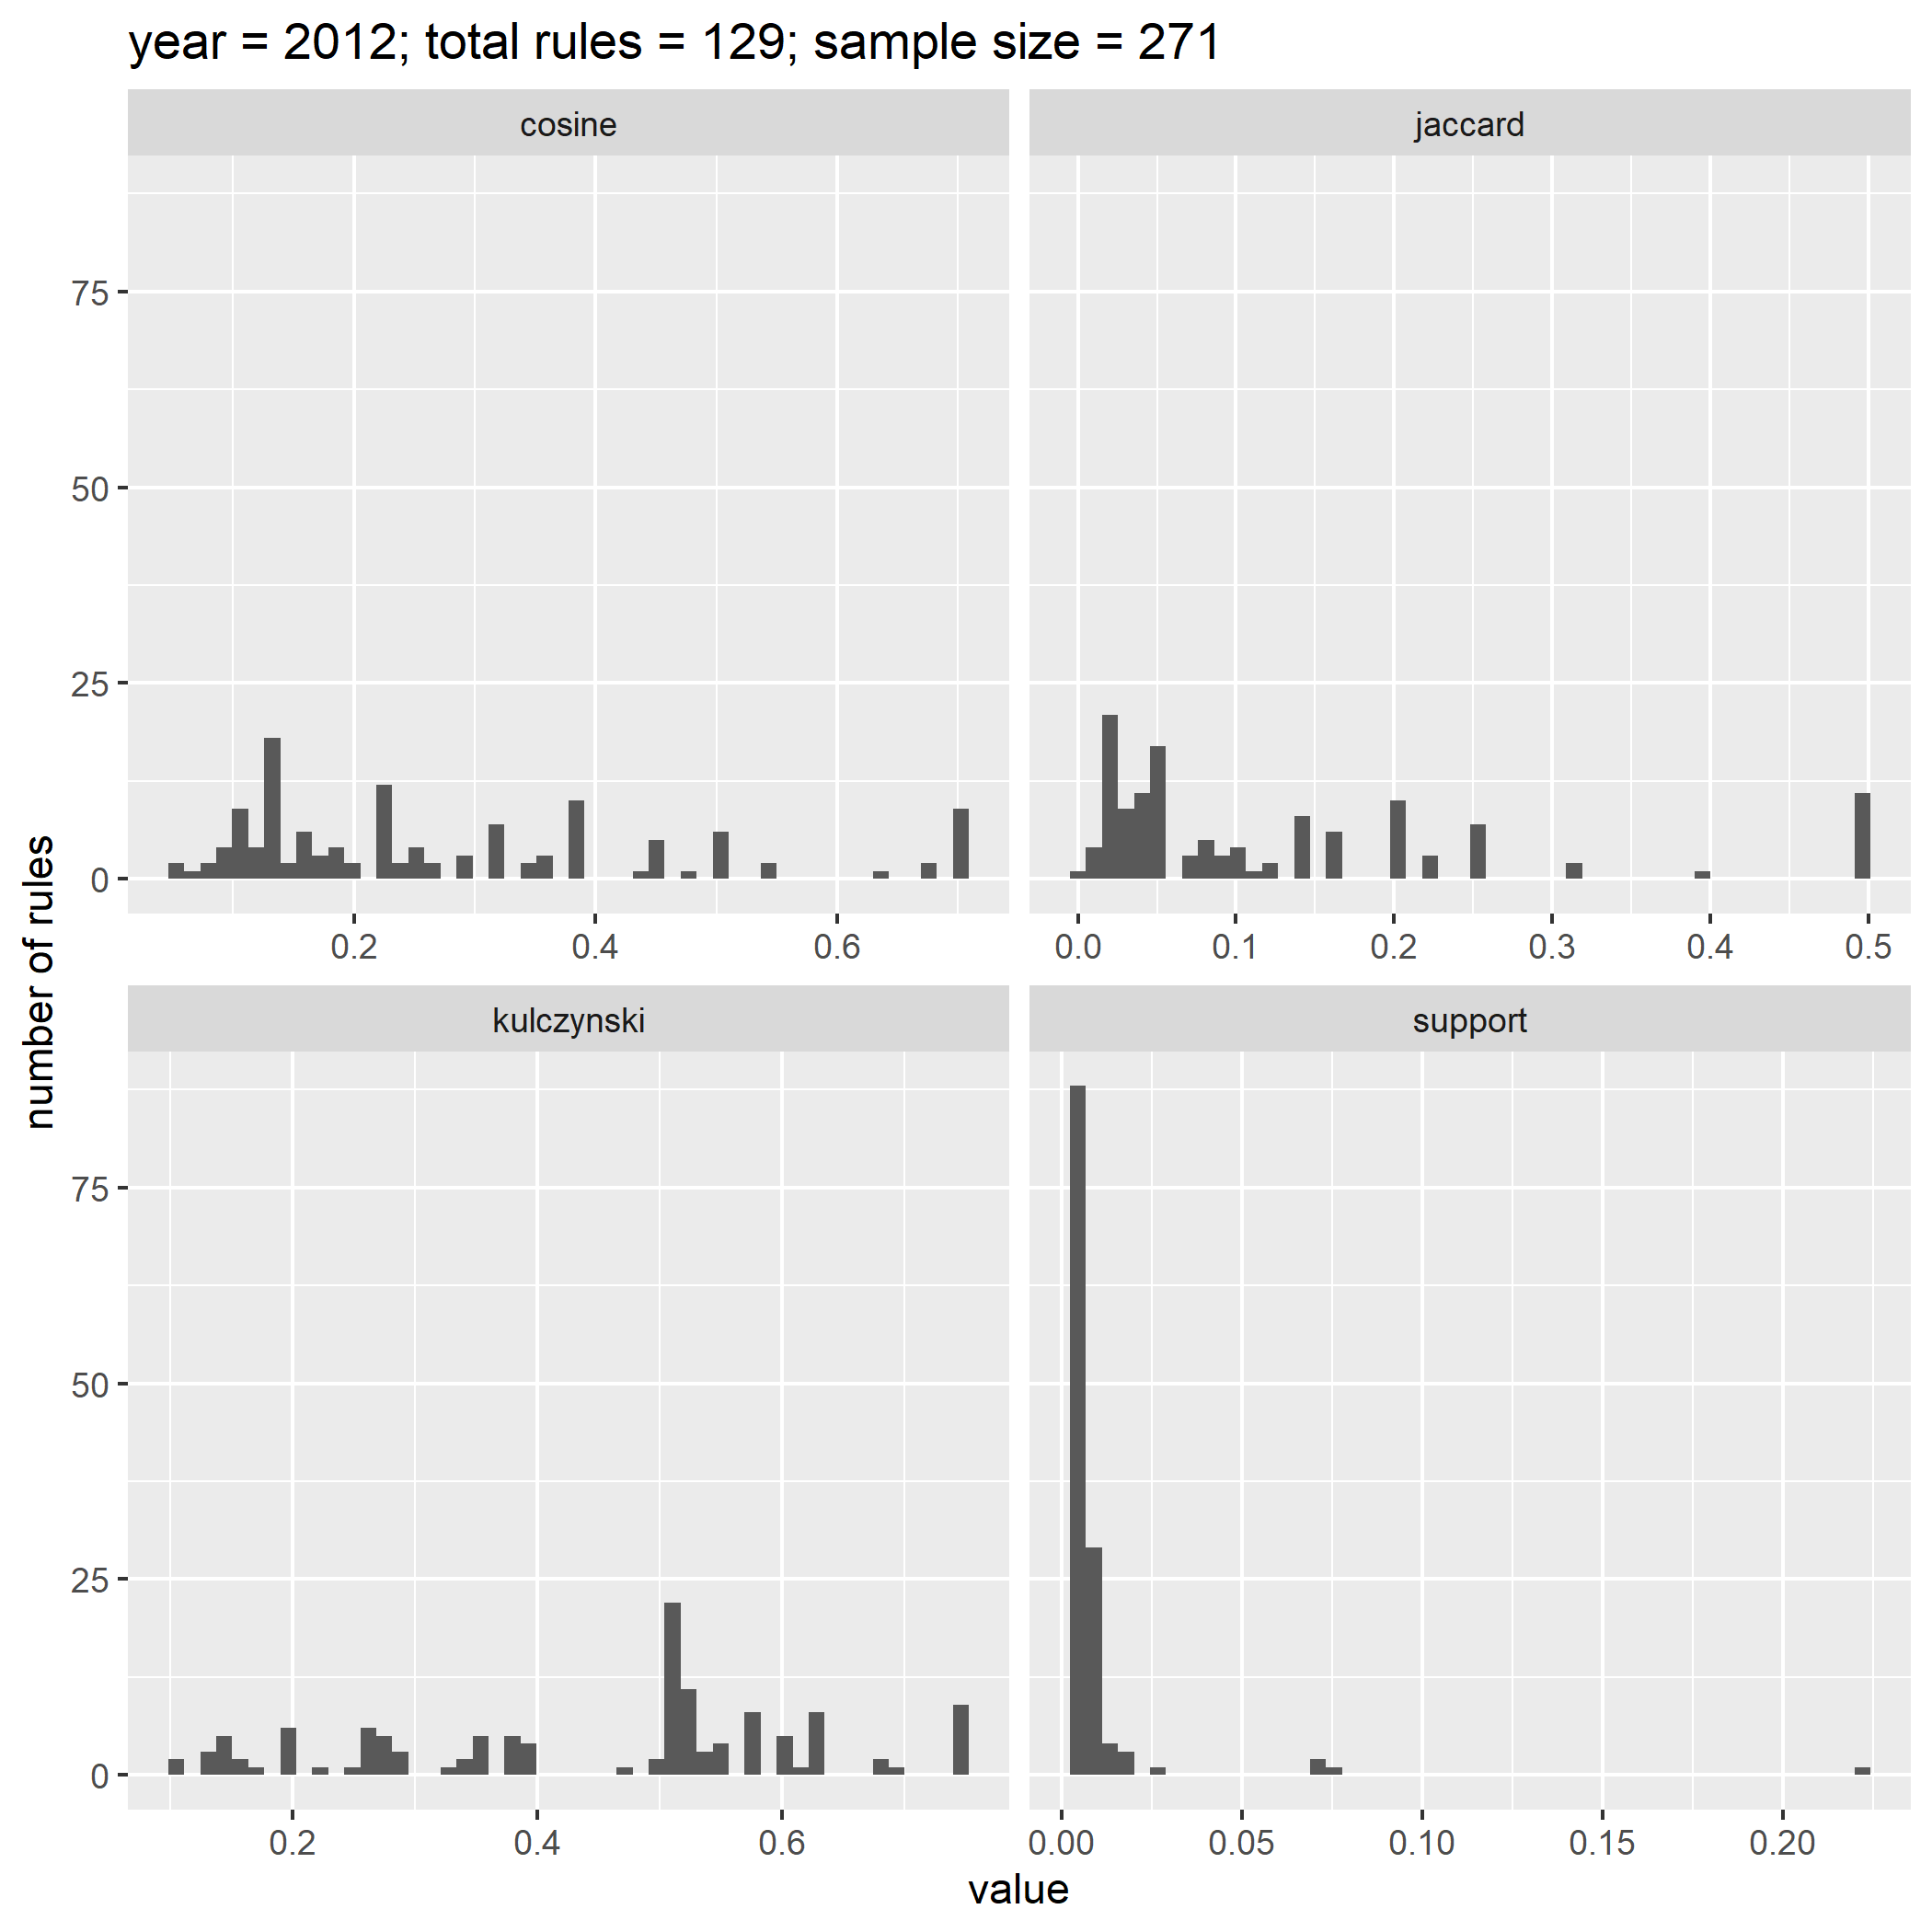 year = 2012; total rules = 129; sample size = 271
cosine
jaccard
75
50
25
0
0.2 0.4 0.6
0.0 0.1 0.2 0.3 0.4 0.5
number of rules
kulczynski
support
75
50
25
0
0.2 0.4 0.6
0.00 0.05 0.10 0.15 0.20
value